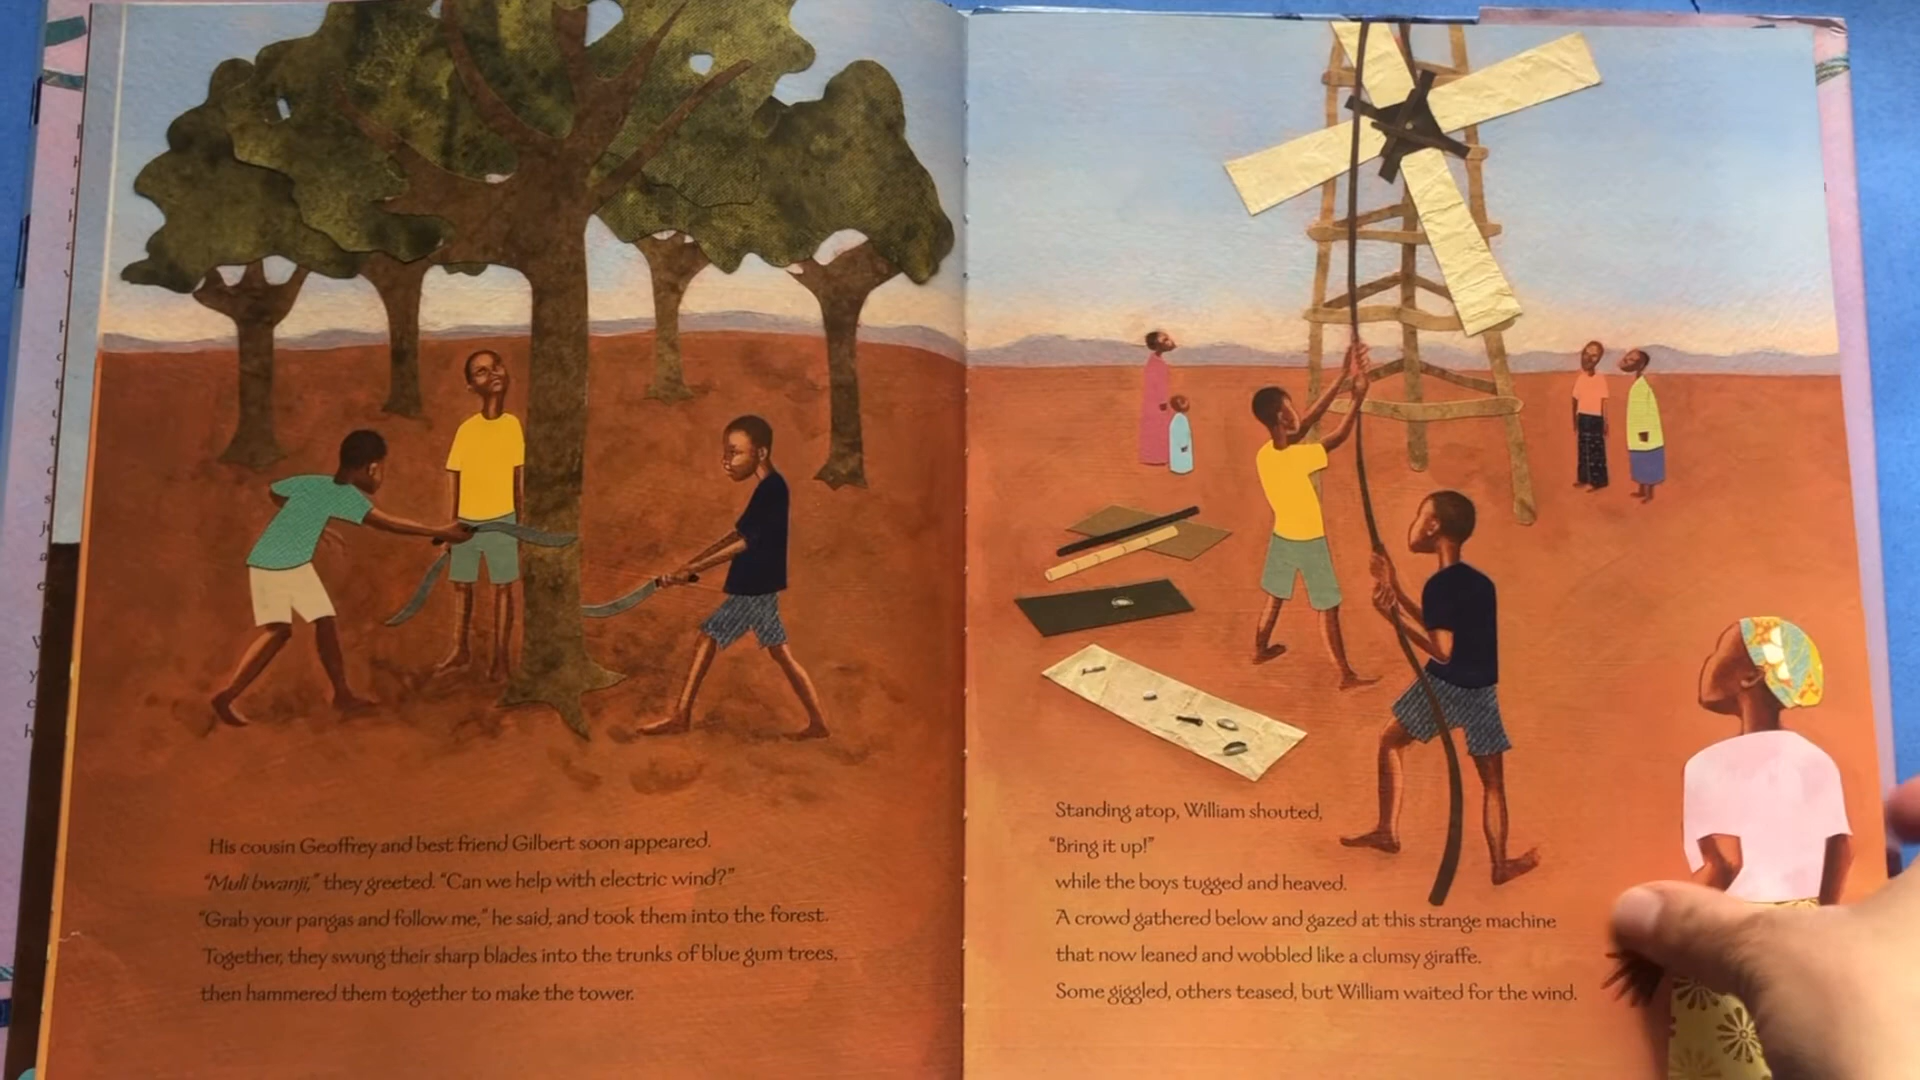 His cousin Geoffrey and best friend Gilbert soon appeared.
"Muli bwanji," they greeted. "Can we help with electric wind?"
"Grab your pangas and follow me," he said, and took them into the forest.
Together, they swung their sharp blades into the trunks of blue gum trees,
then hammered them together to make the tower.
Standing atop, William shouted,
"Bring it up!"
while the boys tugged and heaved.
A crowd gathered below and gazed at this strange machine
that now leaned and wobbled like a clumsy giraffe.
Some giggled, others teased, but William waited for the wind.